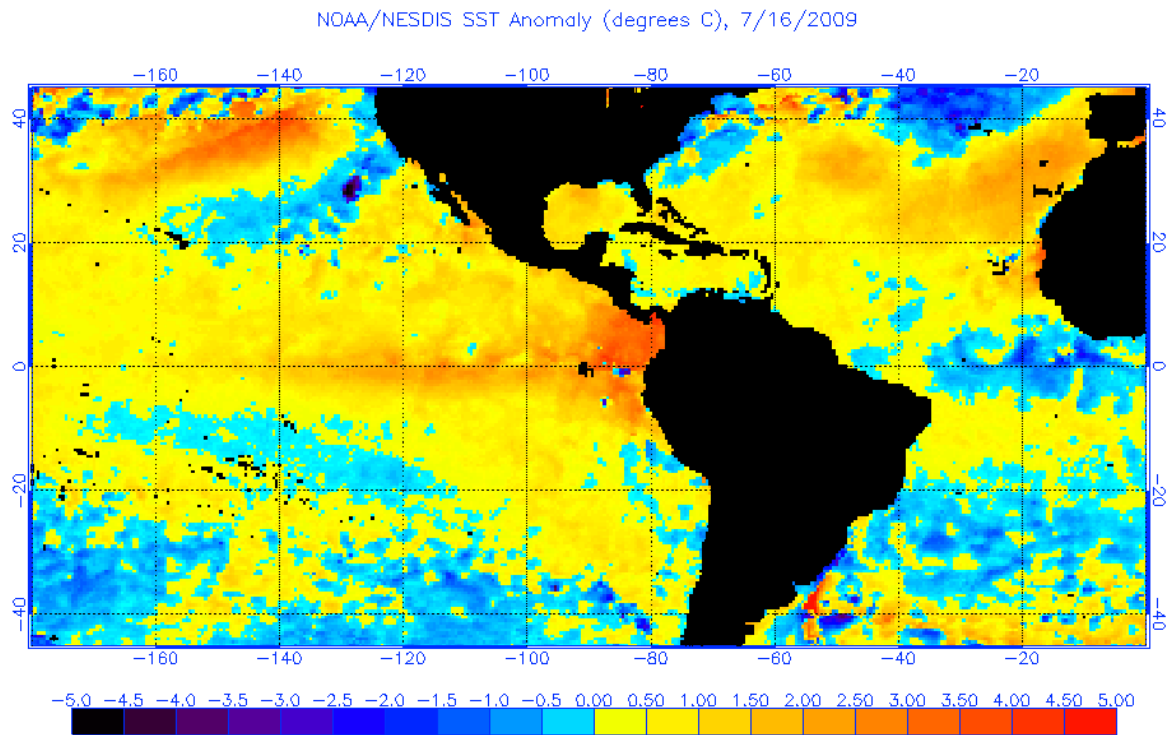 NOAA/NESDIS SST Anomaly (degrees C), 7/16/2009
-160 -140 -120 -100 -80 -60 -40 -20
40 40
20 20
0 0
-20 -20
-40 -40
-160 -140 -120 -100 -80 -60 -40 -20
-5.0 -4.5 -4.0 -3.5 -3.0 -2.5 -2.0 -1.5 -1.0 -0.5 0.00 0.50 1.00 1.50 2.00 2.50 3.00 3.50 4.00 4.50 5.00